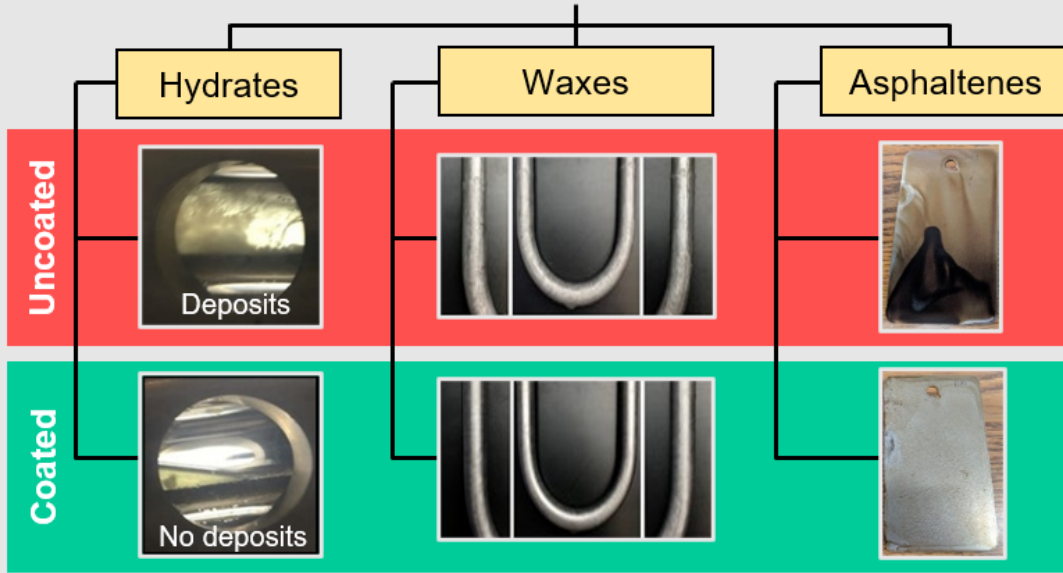 Hydrates
Waxes
Asphaltenes
Uncoated
Deposits
Coated
No deposits